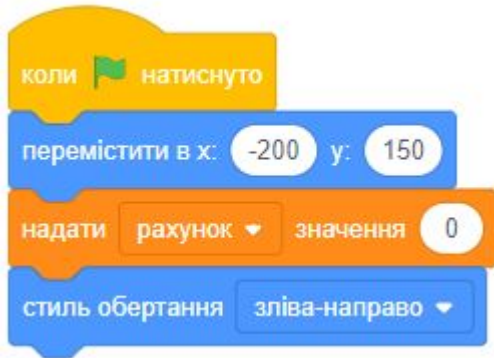 коли натиснуто
перемістити в x: -200 y: 150
надати рахунок значення 0
стиль обертання зліва-направо